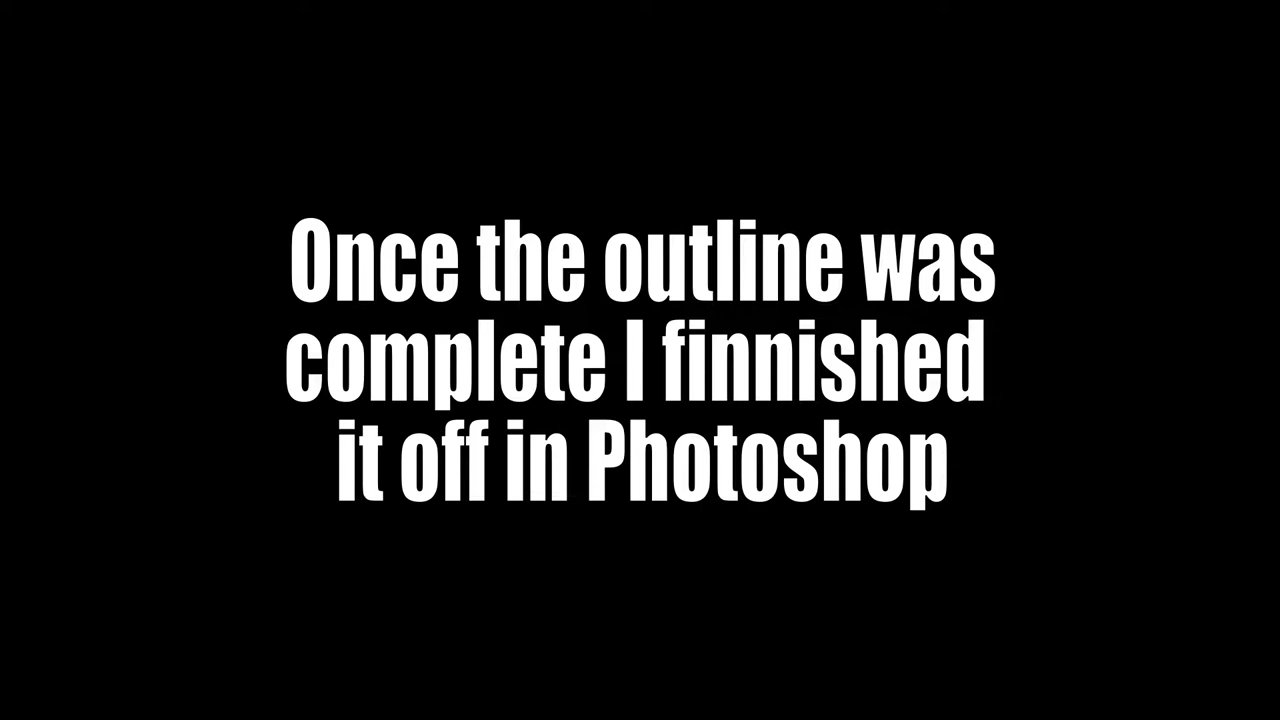 Once the outline was
complete I finnished
it off in Photoshop